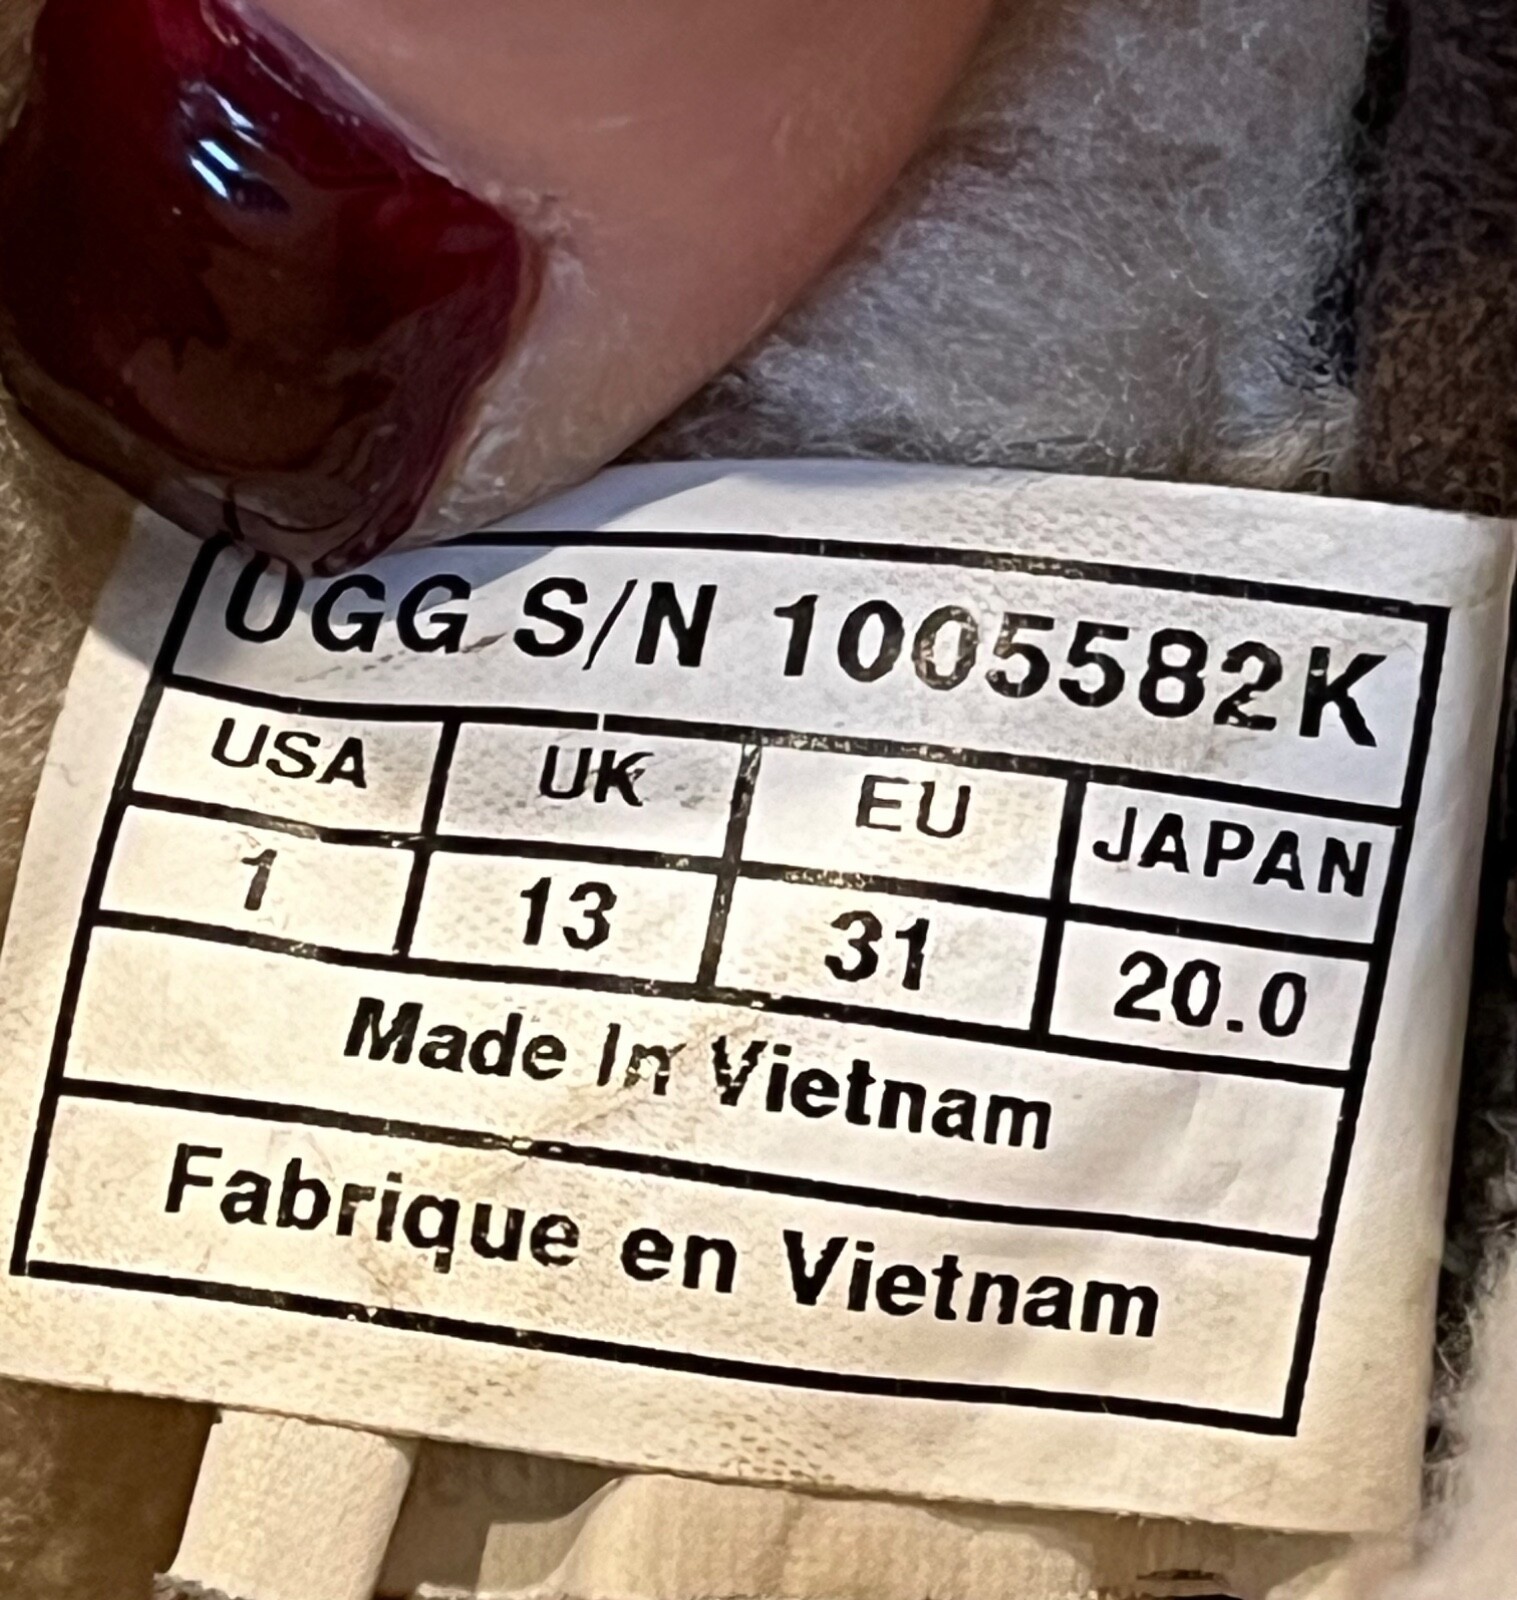 UGG S/N 1005582K
USA UK EU JAPAN
1 13 31 20.0
Made In Vietnam
Fabrique en Vietnam